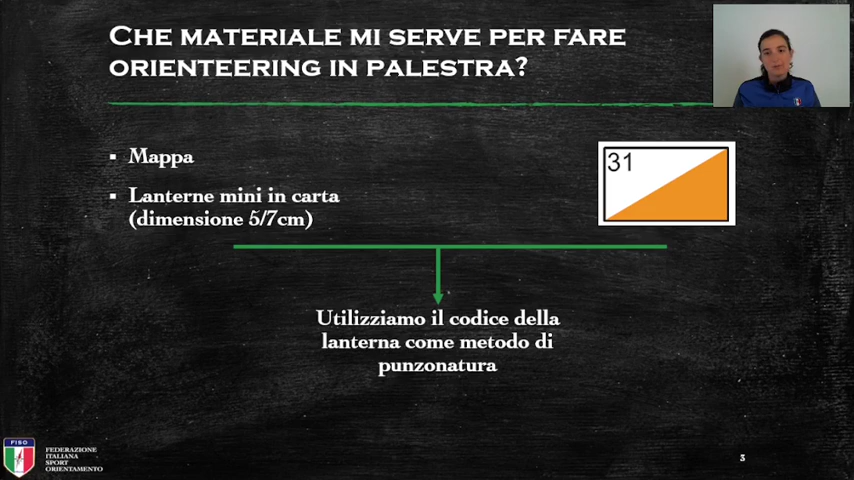 CHE MATERIALE MI SERVE PER FARE
ORIENTEERING IN PALESTRA?
▪ Mappa
▪ Lanterne mini in carta
(dimensione 5/7cm)
31
Utilizziamo il codice della
lanterna come metodo di
punzonatura
FISO
FEDERAZIONE
ITALIANA
SPORT
ORIENTAMENTO
3